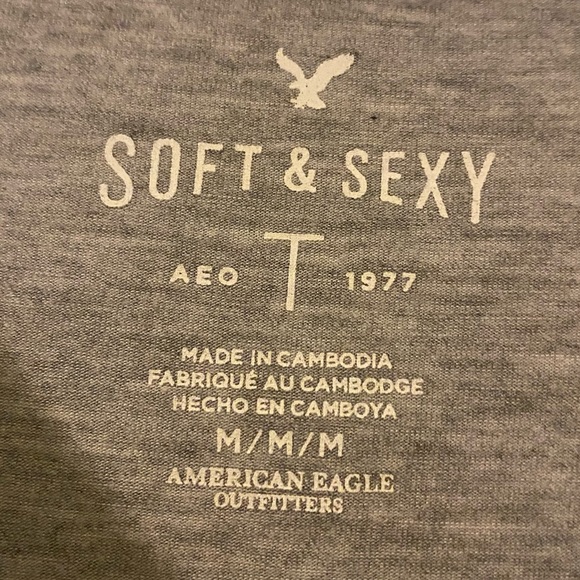 SOFT & SEXY
AEO T 1977
MADE IN CAMBODIA
FABRIQUÉ AU CAMBODGE
HECHO EN CAMBOYA
M/M/M
AMERICAN EAGLE
OUTFITTERS